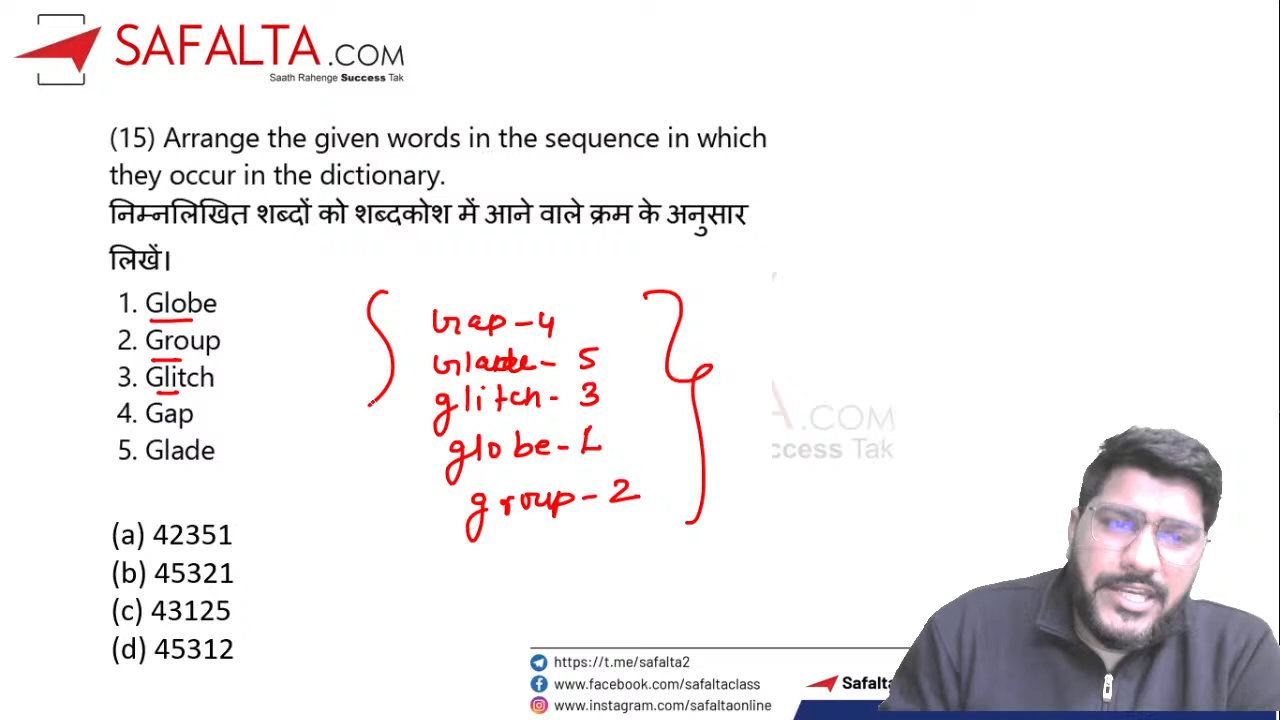 SAFALTA.COM
Saath Rahenge Success Tak
(15) Arrange the given words in the sequence in which
they occur in the dictionary.
निम्नलिखित शब्दों को शब्दकोश में आने वाले क्रम के अनुसार
लिखें।
1. Globe
2. Group
3. Glitch
4. Gap
5. Glade
Gap-4
Glade-5
glitch-3
globe-1
group-2
A.COM
ccess Tak
(a) 42351
(b) 45321
(c) 43125
(d) 45312
https://t.me/safalta2
www.facebook.com/safaltaclass
www.instagram.com/safaltaonline
Safalta